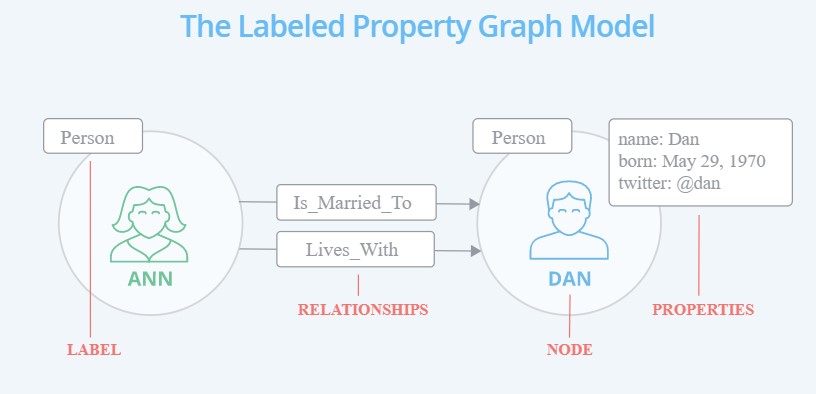 The Labeled Property Graph Model
Person
Person
name: Dan
born: May 29, 1970
twitter: @dan
Is_Married_To
Lives_With
ANN
DAN
RELATIONSHIPS
PROPERTIES
LABEL
NODE